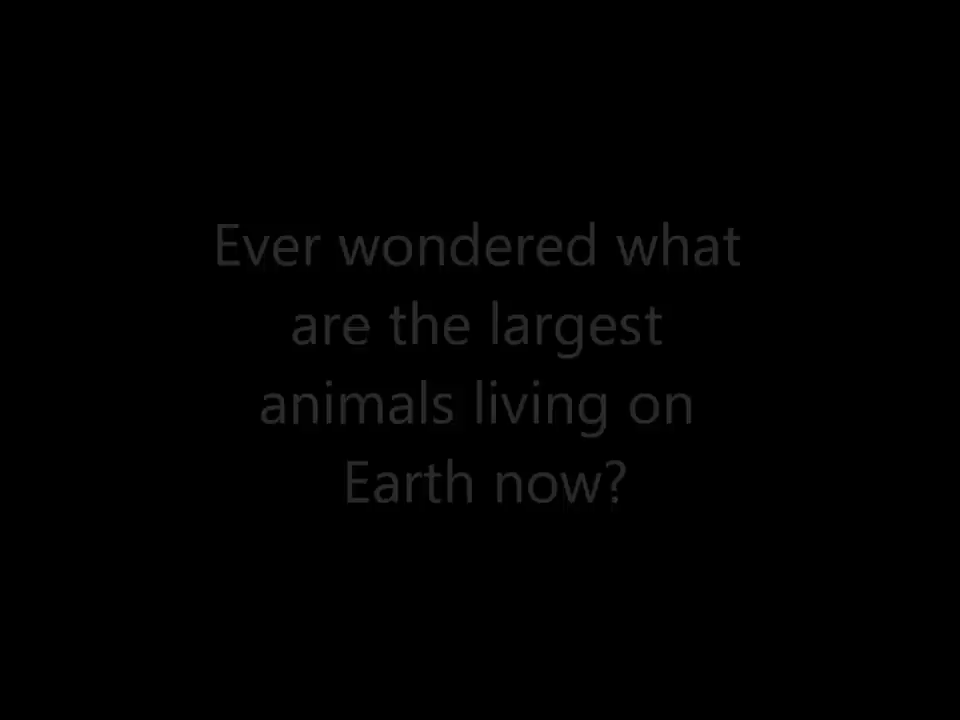 Ever wondered what
are the largest
animals living on
Earth now?